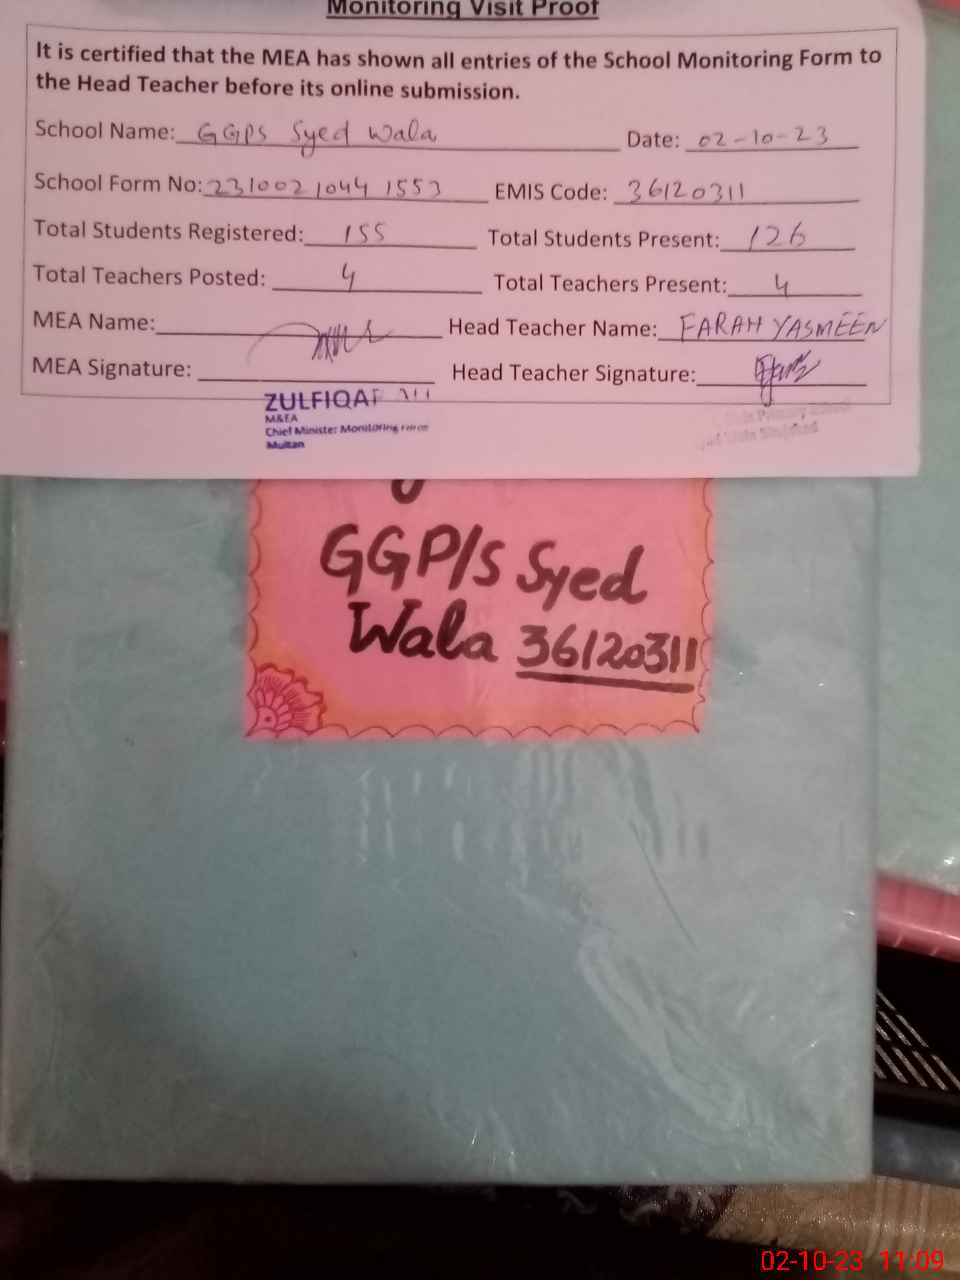 Monitoring Visit Proof
It is certified that the MEA has shown all entries of the School Monitoring Form to
the Head Teacher before its online submission.
School Name: GGPS Syed Wala Date: 02-10-23
School Form No: 231002 1044 1553 EMIS Code: 36120311
Total Students Registered: 155 Total Students Present: 126
Total Teachers Posted: 4 Total Teachers Present: 4
MEA Name: Head Teacher Name: FARAH YASMEEN
MEA Signature: Head Teacher Signature:
ZULFIQAR
M&EA
Chief Minister Monitoring Force
Multan
GGP/S Syed
Wala 36120311
02-10-23 11:09